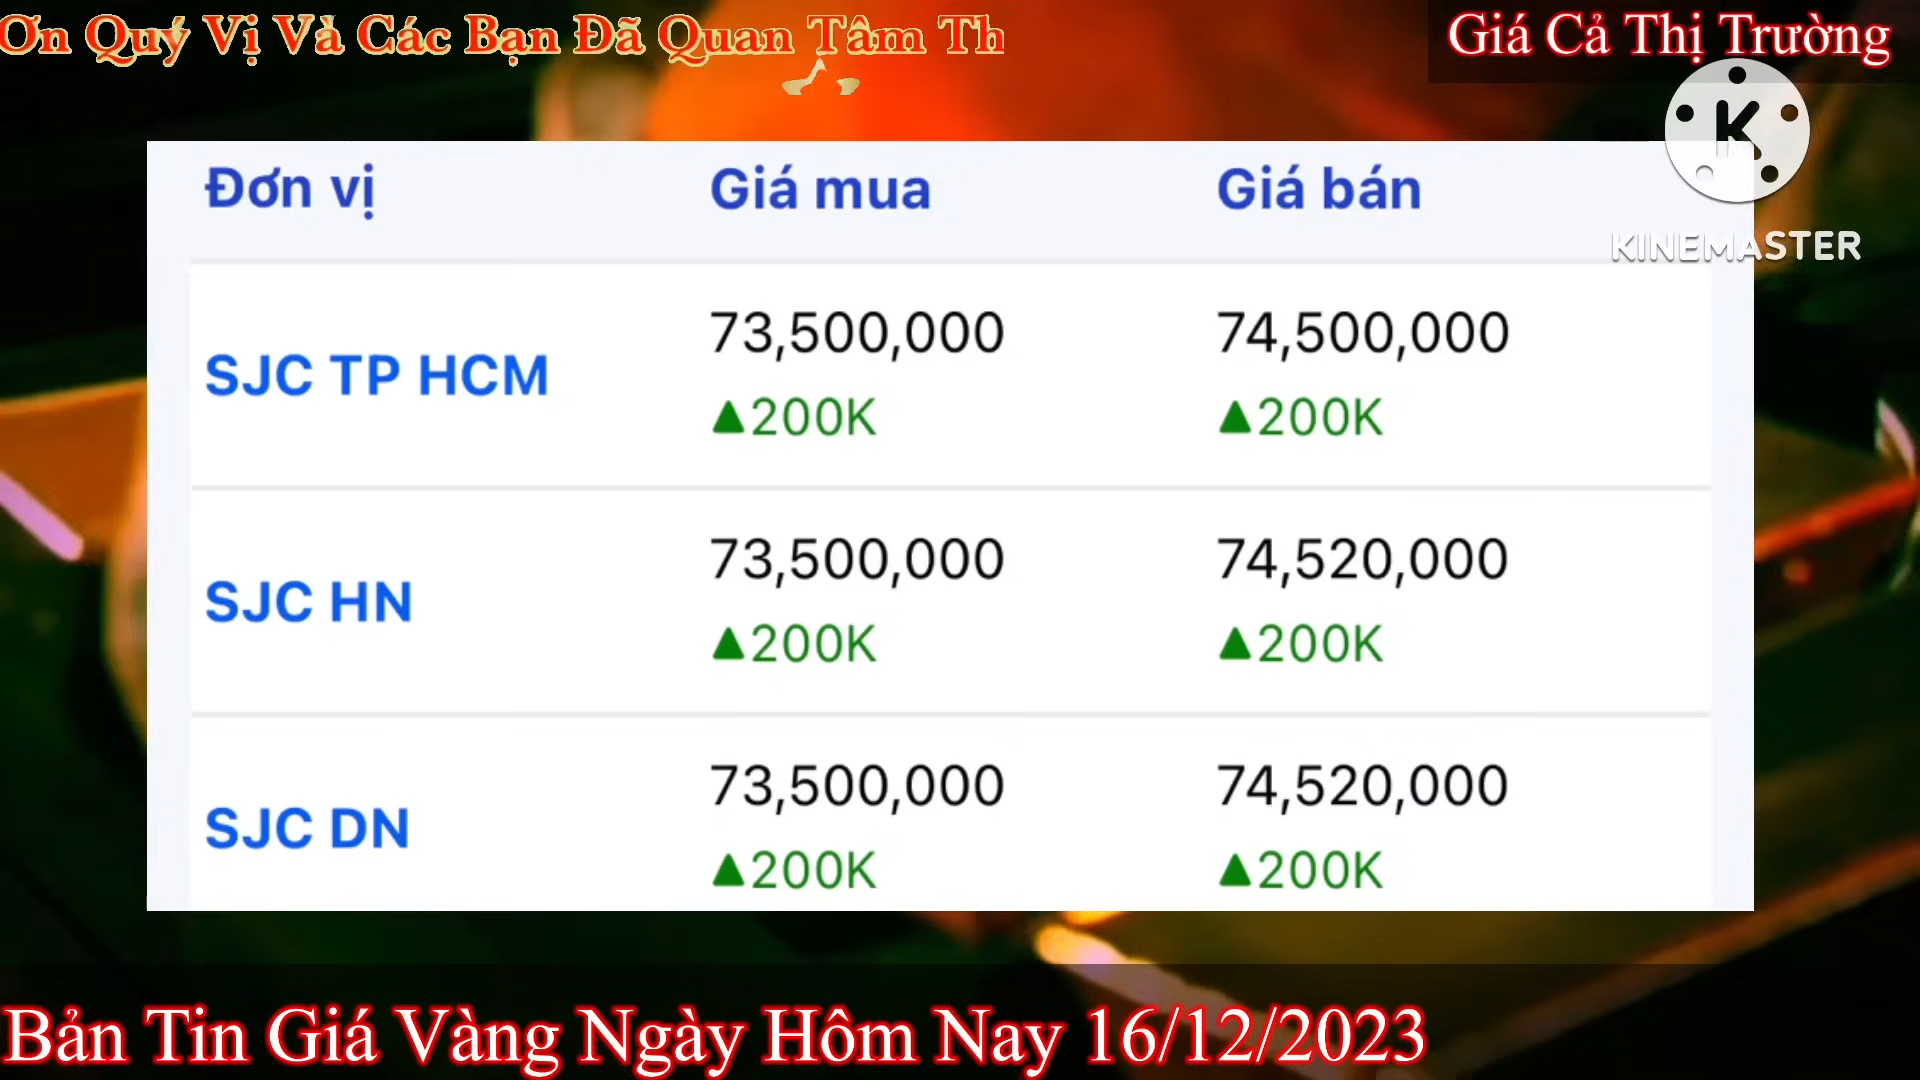 Ơn Quý Vị Và Các Bạn Đã Quan Tâm Th
Giá Cả Thị Trường
K
KINEMASTER
Đơn vị Giá mua Giá bán
SJC TP HCM 73,500,000 74,500,000
▲200K ▲200K
SJC HN 73,500,000 74,520,000
▲200K ▲200K
SJC DN 73,500,000 74,520,000
▲200K ▲200K
Bản Tin Giá Vàng Ngày Hôm Nay 16/12/2023